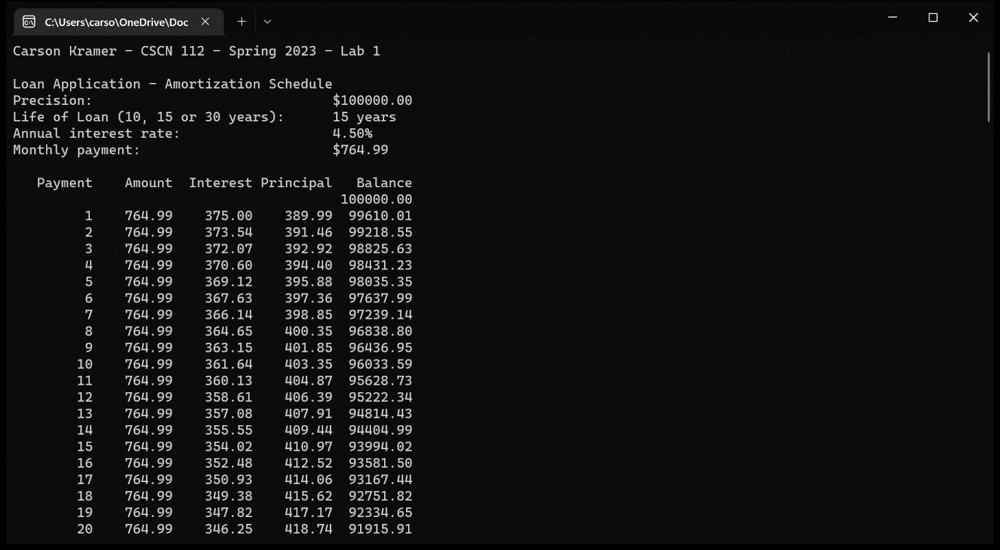 C:\Users\carso\OneDrive\Doc
Carson Kramer - CSCN 112 - Spring 2023 - Lab 1
Loan Application - Amortization Schedule
Precision: $100000.00
Life of Loan (10, 15 or 30 years): 15 years
Annual interest rate: 4.50%
Monthly payment: $764.99
Payment Amount Interest Principal Balance
100000.00
1 764.99 375.00 389.99 99610.01
2 764.99 373.54 391.46 99218.55
3 764.99 372.07 392.92 98825.63
4 764.99 370.60 394.40 98431.23
5 764.99 369.12 395.88 98035.35
6 764.99 367.63 397.36 97637.99
7 764.99 366.14 398.85 97239.14
8 764.99 364.65 400.35 96838.80
9 764.99 363.15 401.85 96436.95
10 764.99 361.64 403.35 96033.59
11 764.99 360.13 404.87 95628.73
12 764.99 358.61 406.39 95222.34
13 764.99 357.08 407.91 94814.43
14 764.99 355.55 409.44 94404.99
15 764.99 354.02 410.97 93994.02
16 764.99 352.48 412.52 93581.50
17 764.99 350.93 414.06 93167.44
18 764.99 349.38 415.62 92751.82
19 764.99 347.82 417.17 92334.65
20 764.99 346.25 418.74 91915.91